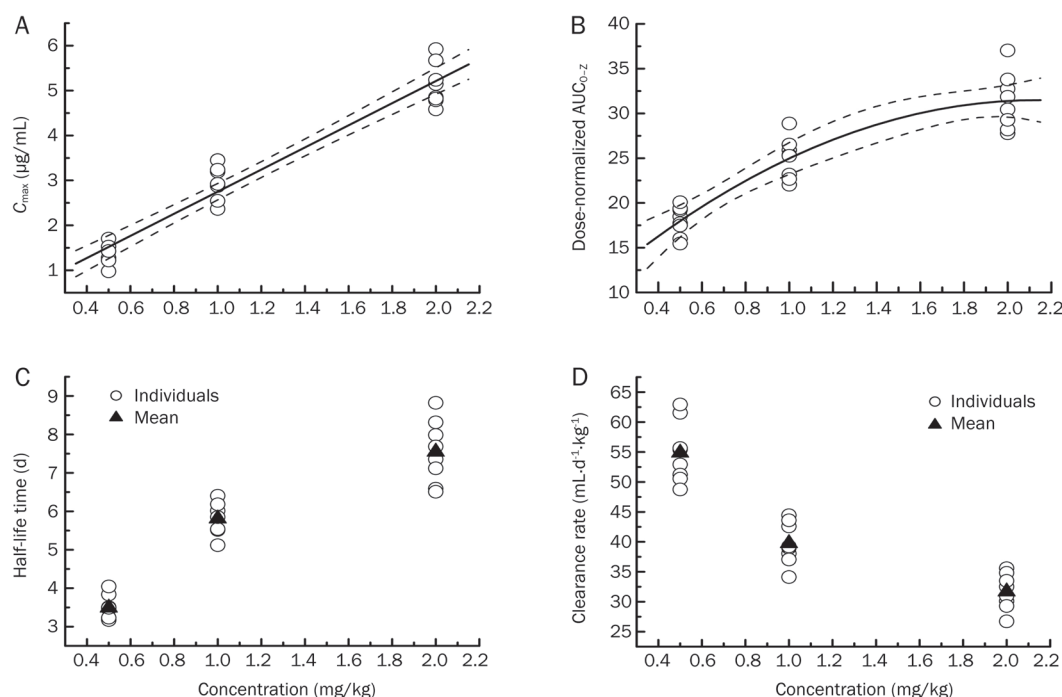 A
C_max (μg/mL)
6
5
4
3
2
1
0.4 0.6 0.8 1.0 1.2 1.4 1.6 1.8 2.0 2.2
B
Dose-normalized AUC₀₋z
40
35
30
25
20
15
10
0.4 0.6 0.8 1.0 1.2 1.4 1.6 1.8 2.0 2.2
C
Individuals
Mean
Half-life time (d)
9
8
7
6
5
4
3
0.4 0.6 0.8 1.0 1.2 1.4 1.6 1.8 2.0 2.2
Concentration (mg/kg)
D
Individuals
Mean
Clearance rate (mL·d⁻¹·kg⁻¹)
65
60
55
50
45
40
35
30
25
0.4 0.6 0.8 1.0 1.2 1.4 1.6 1.8 2.0 2.2
Concentration (mg/kg)